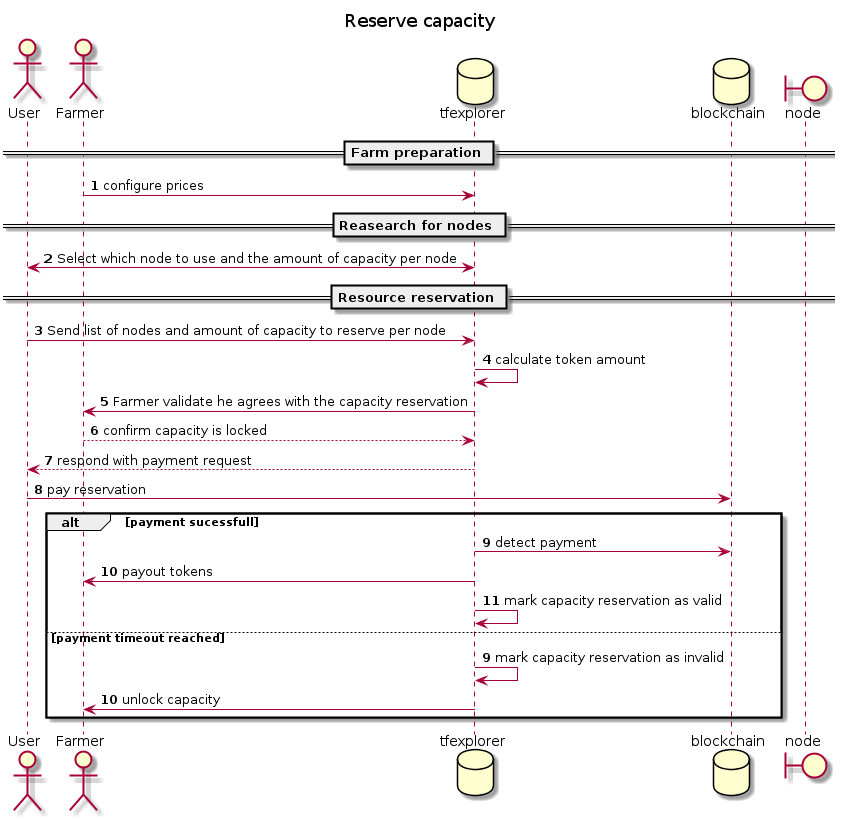 Reserve capacity
User Farmer tfexplorer blockchain node
Farm preparation
1 configure prices
Reasearch for nodes
2 Select which node to use and the amount of capacity per node
Resource reservation
3 Send list of nodes and amount of capacity to reserve per node
4 calculate token amount
5 Farmer validate he agrees with the capacity reservation
6 confirm capacity is locked
7 respond with payment request
8 pay reservation
alt [payment sucessfull]
9 detect payment
10 payout tokens
11 mark capacity reservation as valid
[payment timeout reached]
9 mark capacity reservation as invalid
10 unlock capacity
User Farmer tfexplorer blockchain node